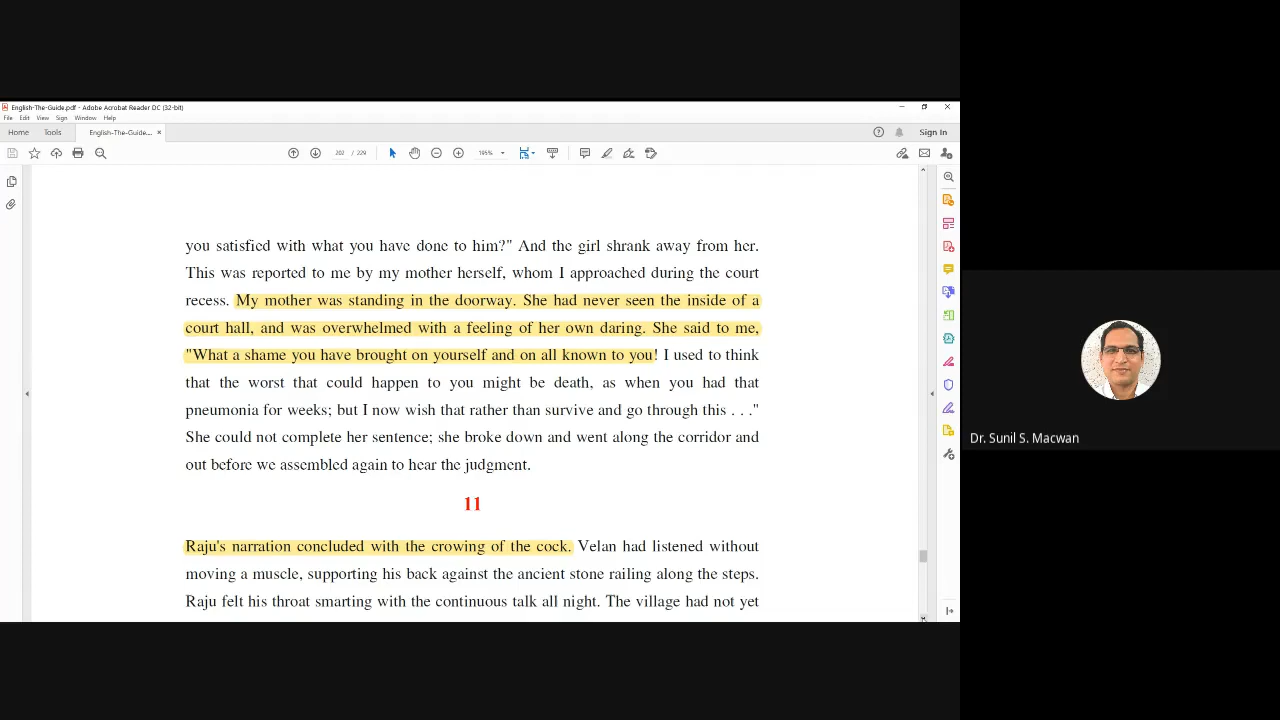 English-The-Guide.pdf - Adobe Acrobat Reader DC (32-bit)
File Edit View Sign Window Help
Home Tools English-The-Guide.... × Sign In
202 / 229 195%
you satisfied with what you have done to him?" And the girl shrank away from her.
This was reported to me by my mother herself, whom I approached during the court
recess. My mother was standing in the doorway. She had never seen the inside of a
court hall, and was overwhelmed with a feeling of her own daring. She said to me,
"What a shame you have brought on yourself and on all known to you! I used to think
that the worst that could happen to you might be death, as when you had that
pneumonia for weeks; but I now wish that rather than survive and go through this . . ."
She could not complete her sentence; she broke down and went along the corridor and
out before we assembled again to hear the judgment.
11
Raju's narration concluded with the crowing of the cock. Velan had listened without
moving a muscle, supporting his back against the ancient stone railing along the steps.
Raju felt his throat smarting with the continuous talk all night. The village had not yet
Dr. Sunil S. Macwan